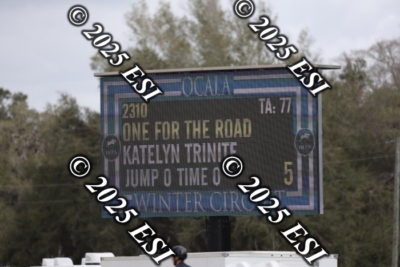 OCALA
2310 TA: 77
ONE FOR THE ROAD
KATELYN TRINITE
JUMP 0 TIME 0 5
WINTER CIRCUIT
© 2025 ESI
© 2025 ESI
© 2025 ESI
© 2025 ESI